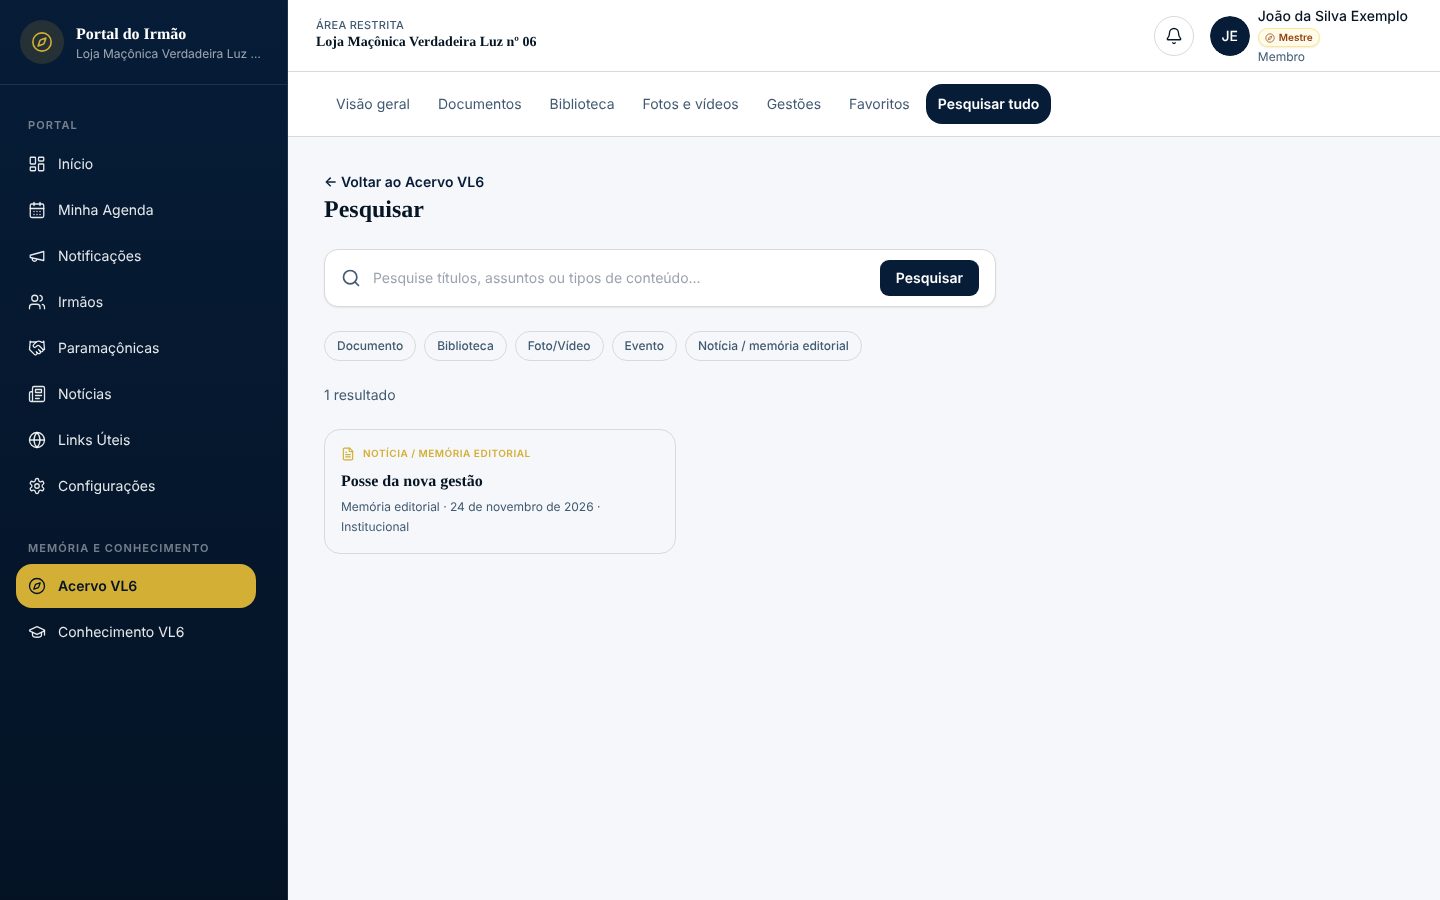 Portal do Irmão
Loja Maçônica Verdadeira Luz ...
PORTAL
Início
Minha Agenda
Notificações
Irmãos
Paramaçônicas
Notícias
Links Úteis
Configurações
MEMÓRIA E CONHECIMENTO
Acervo VL6
Conhecimento VL6
ÁREA RESTRITA
Loja Maçônica Verdadeira Luz nº 06
JE
João da Silva Exemplo
Mestre
Membro
Visão geral Documentos Biblioteca Fotos e vídeos Gestões Favoritos Pesquisar tudo
← Voltar ao Acervo VL6
Pesquisar
Pesquise títulos, assuntos ou tipos de conteúdo... Pesquisar
Documento Biblioteca Foto/Vídeo Evento Notícia / memória editorial
1 resultado
NOTÍCIA / MEMÓRIA EDITORIAL
Posse da nova gestão
Memória editorial · 24 de novembro de 2026 ·
Institucional